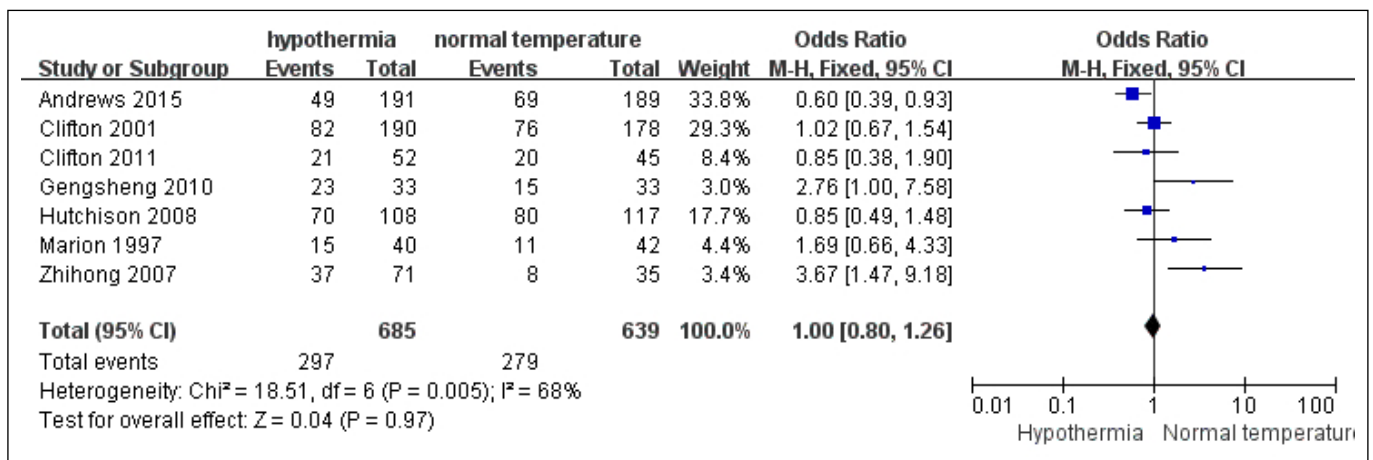 hypothermia normal temperature Odds Ratio Odds Ratio
Study or Subgroup Events Total Events Total Weight M-H, Fixed, 95% CI M-H, Fixed, 95% CI
Andrews 2015 49 191 69 189 33.8% 0.60 [0.39, 0.93]
Clifton 2001 82 190 76 178 29.3% 1.02 [0.67, 1.54]
Clifton 2011 21 52 20 45 8.4% 0.85 [0.38, 1.90]
Gengsheng 2010 23 33 15 33 3.0% 2.76 [1.00, 7.58]
Hutchison 2008 70 108 80 117 17.7% 0.85 [0.49, 1.48]
Marion 1997 15 40 11 42 4.4% 1.69 [0.66, 4.33]
Zhihong 2007 37 71 8 35 3.4% 3.67 [1.47, 9.18]
Total (95% CI) 685 639 100.0% 1.00 [0.80, 1.26]
Total events 297 279
Heterogeneity: Chi² = 18.51, df = 6 (P = 0.005); I² = 68%
Test for overall effect: Z = 0.04 (P = 0.97)
0.01 0.1 1 10 100
Hypothermia Normal temperature